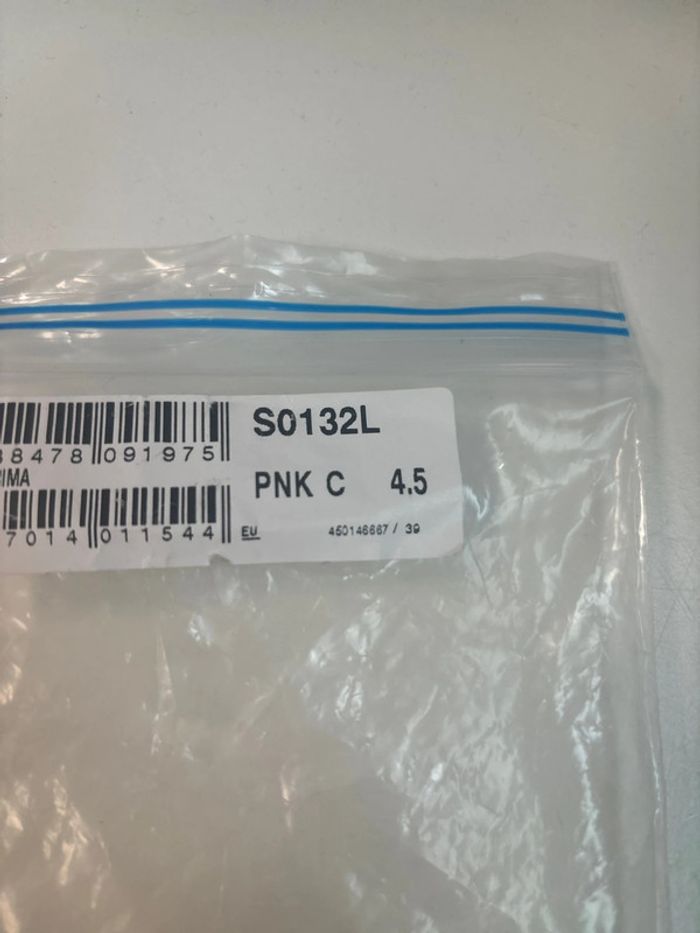 S0132L
88478 091975
IMA
PNK C 4.5
7014 011544
EU 450146667 / 39